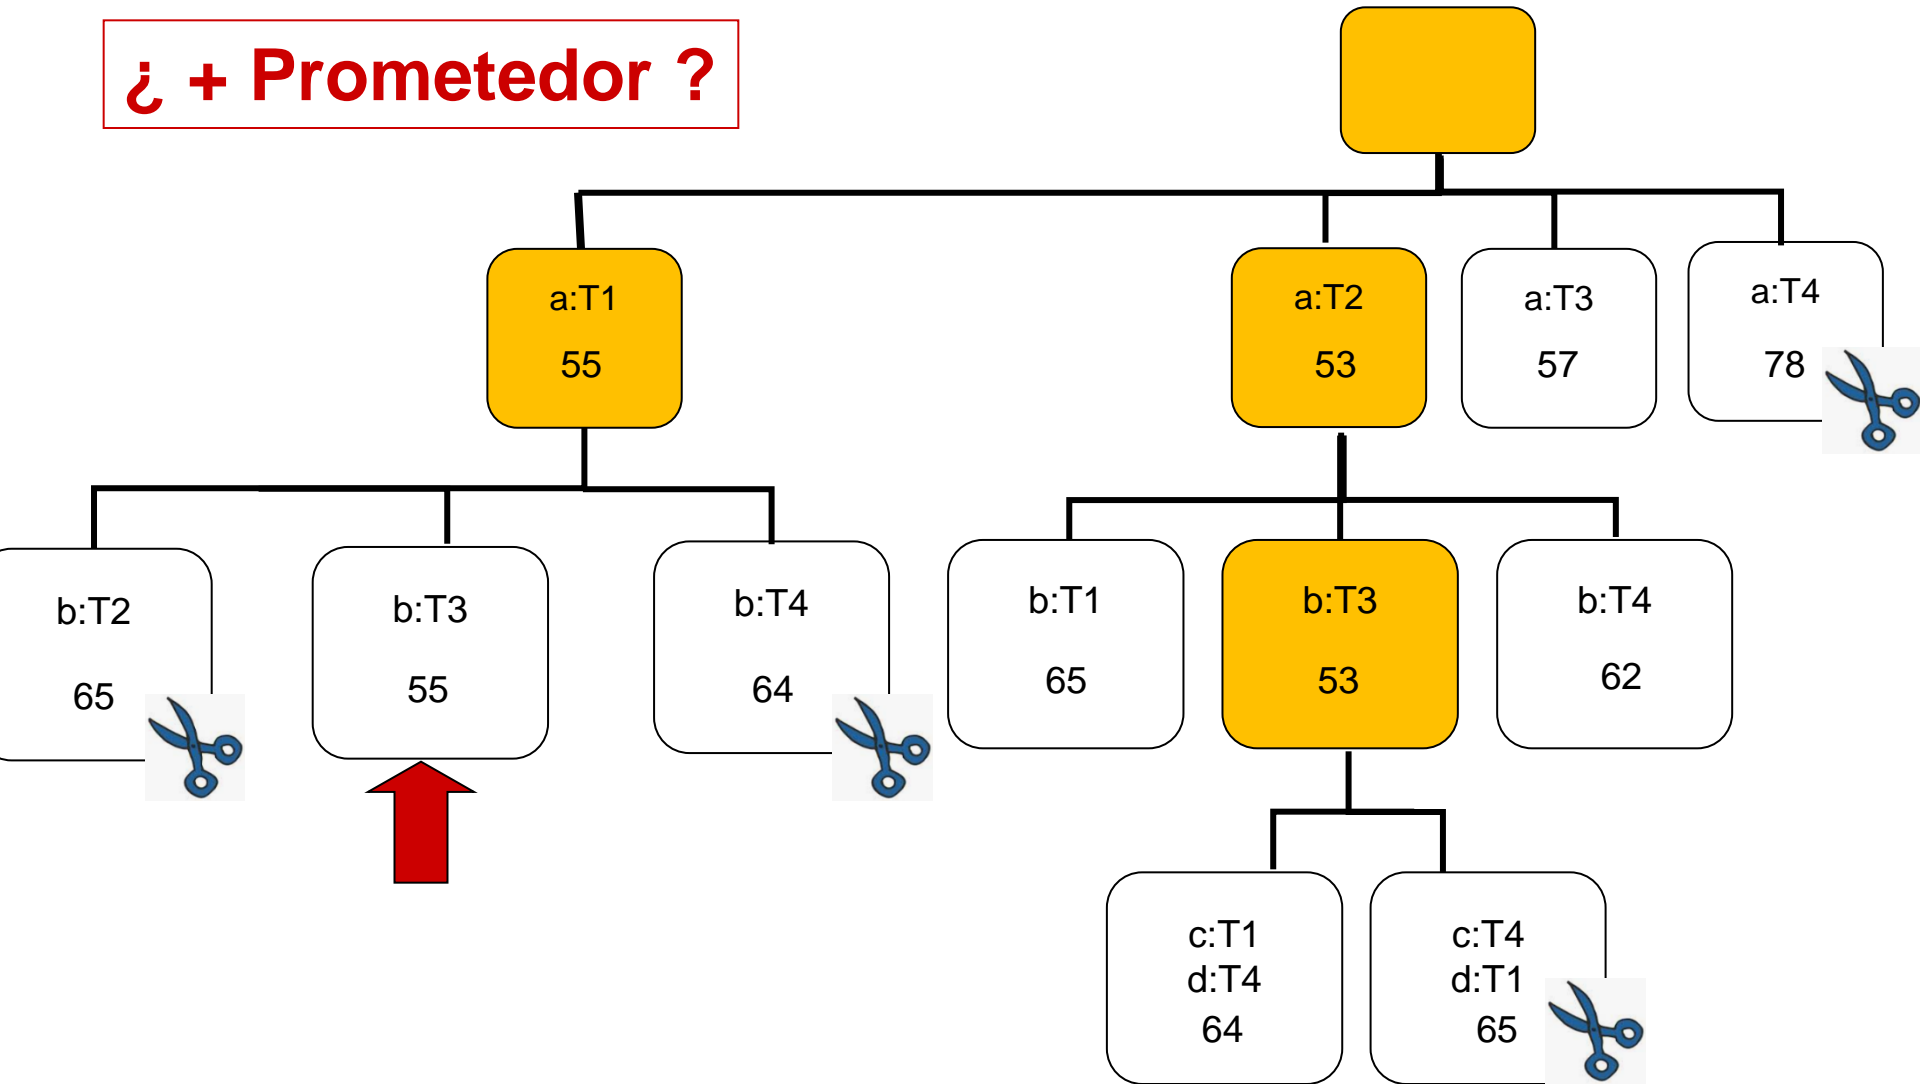 ¿ + Prometedor ?
a:T1
55
a:T2
53
a:T3
57
a:T4
78
b:T2
65
b:T3
55
b:T4
64
b:T1
65
b:T3
53
b:T4
62
c:T1
d:T4
64
c:T4
d:T1
65